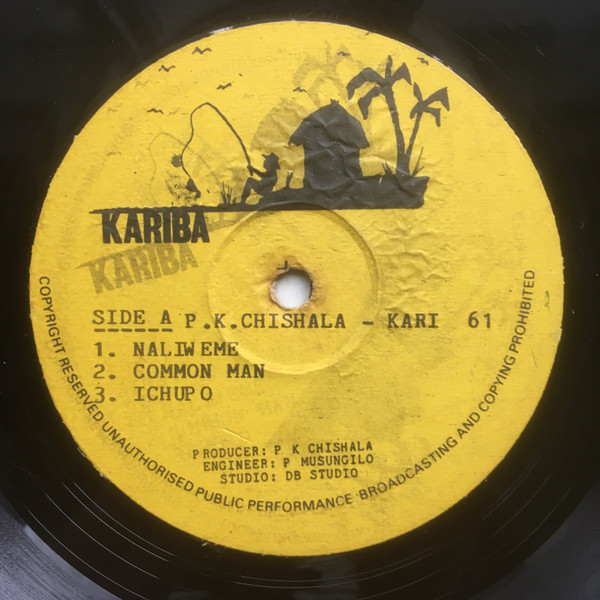 KARIBA
KARIBA
SIDE A P.K.CHISHALA - KARI 61
1. NALIWEME
2. COMMON MAN
3. ICHUPO
PRODUCER: P K CHISHALA
ENGINEER: P MUSUNGILO
STUDIO: DB STUDIO
COPYRIGHT RESERVED UNAUTHORISED PUBLIC PERFORMANCE BROADCASTING AND COPYING PROHIBITED